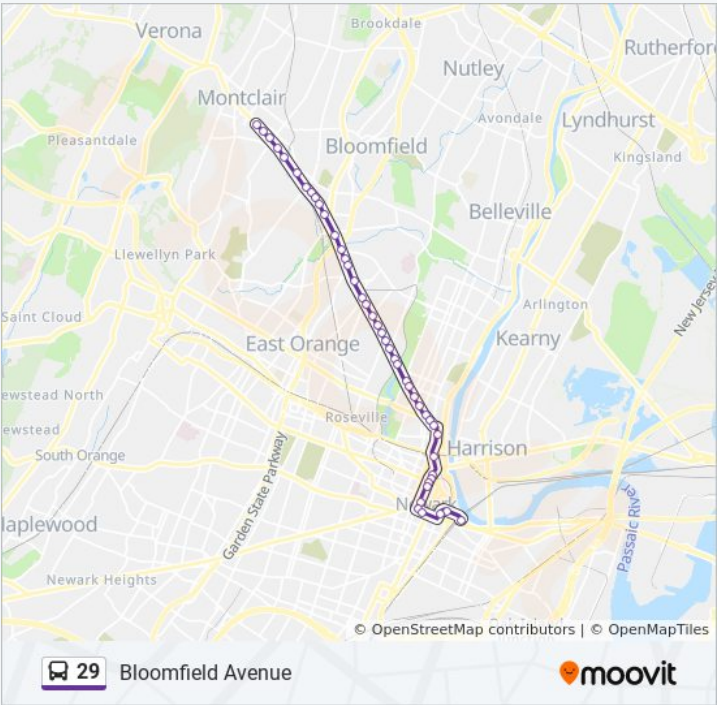 Verona
Brookdale
Rutherford
Nutley
Montclair
Avondale
Lyndhurst
Pleasantdale
Bloomfield
Kingsland
Belleville
Llewellyn Park
New Jersey
Arlington
Saint Cloud
Kearny
East Orange
ewstead North
Roseville
ewstead
Harrison
South Orange
Garden State Parkway
Newark
Passaic River
Maplewood
Newark Heights
© OpenStreetMap contributors | © OpenMapTiles
29 Bloomfield Avenue
moovit